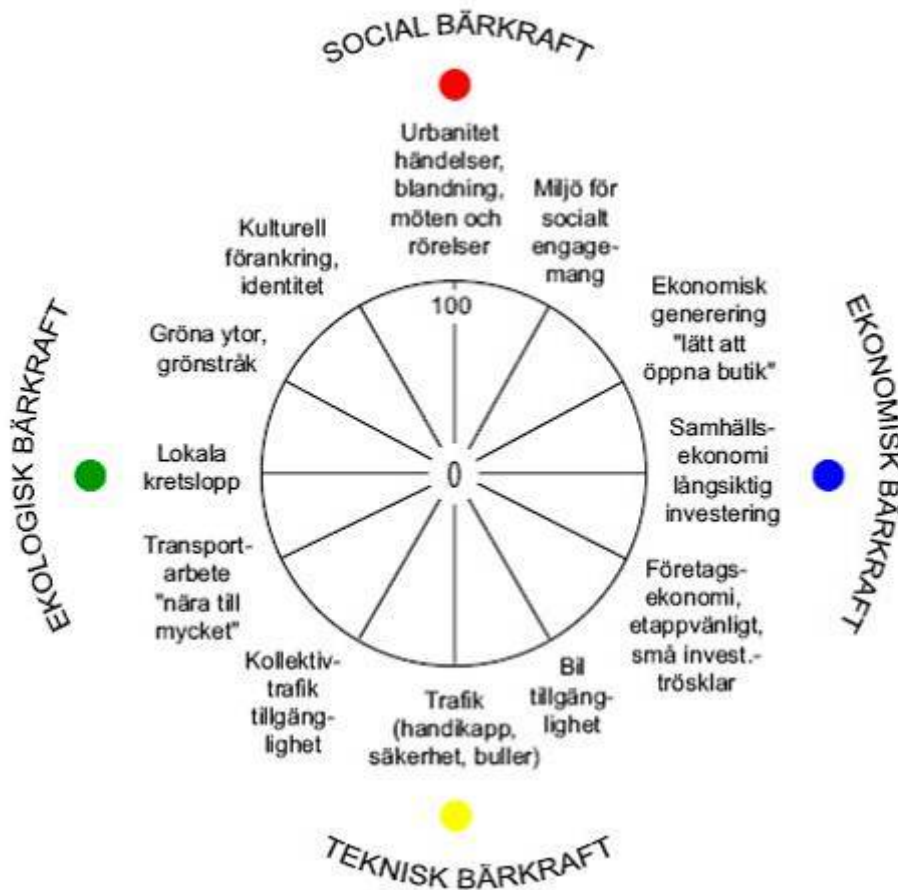 SOCIAL BÄRKRAFT
Urbanitet
händelser,
blandning,
möten och
rörelser
Miljö för
socialt
engage-
mang
Kulturell
förankring,
identitet
100
Ekonomisk
generering
"lätt att
öppna butik"
EKONOMISK BÄRKRAFT
Gröna ytor,
grönstråk
EKOLOGISK BÄRKRAFT
Lokala
kretslopp
0
Samhälls-
ekonomi
långsiktig
investering
Transport-
arbete
"nära till
mycket"
Företags-
ekonomi,
etappvänligt,
små invest.-
trösklar
Kollektiv-
trafik
tillgäng-
lighet
Trafik
(handikapp,
säkerhet, buller)
Bil
tillgäng-
lighet
TEKNISK BÄRKRAFT